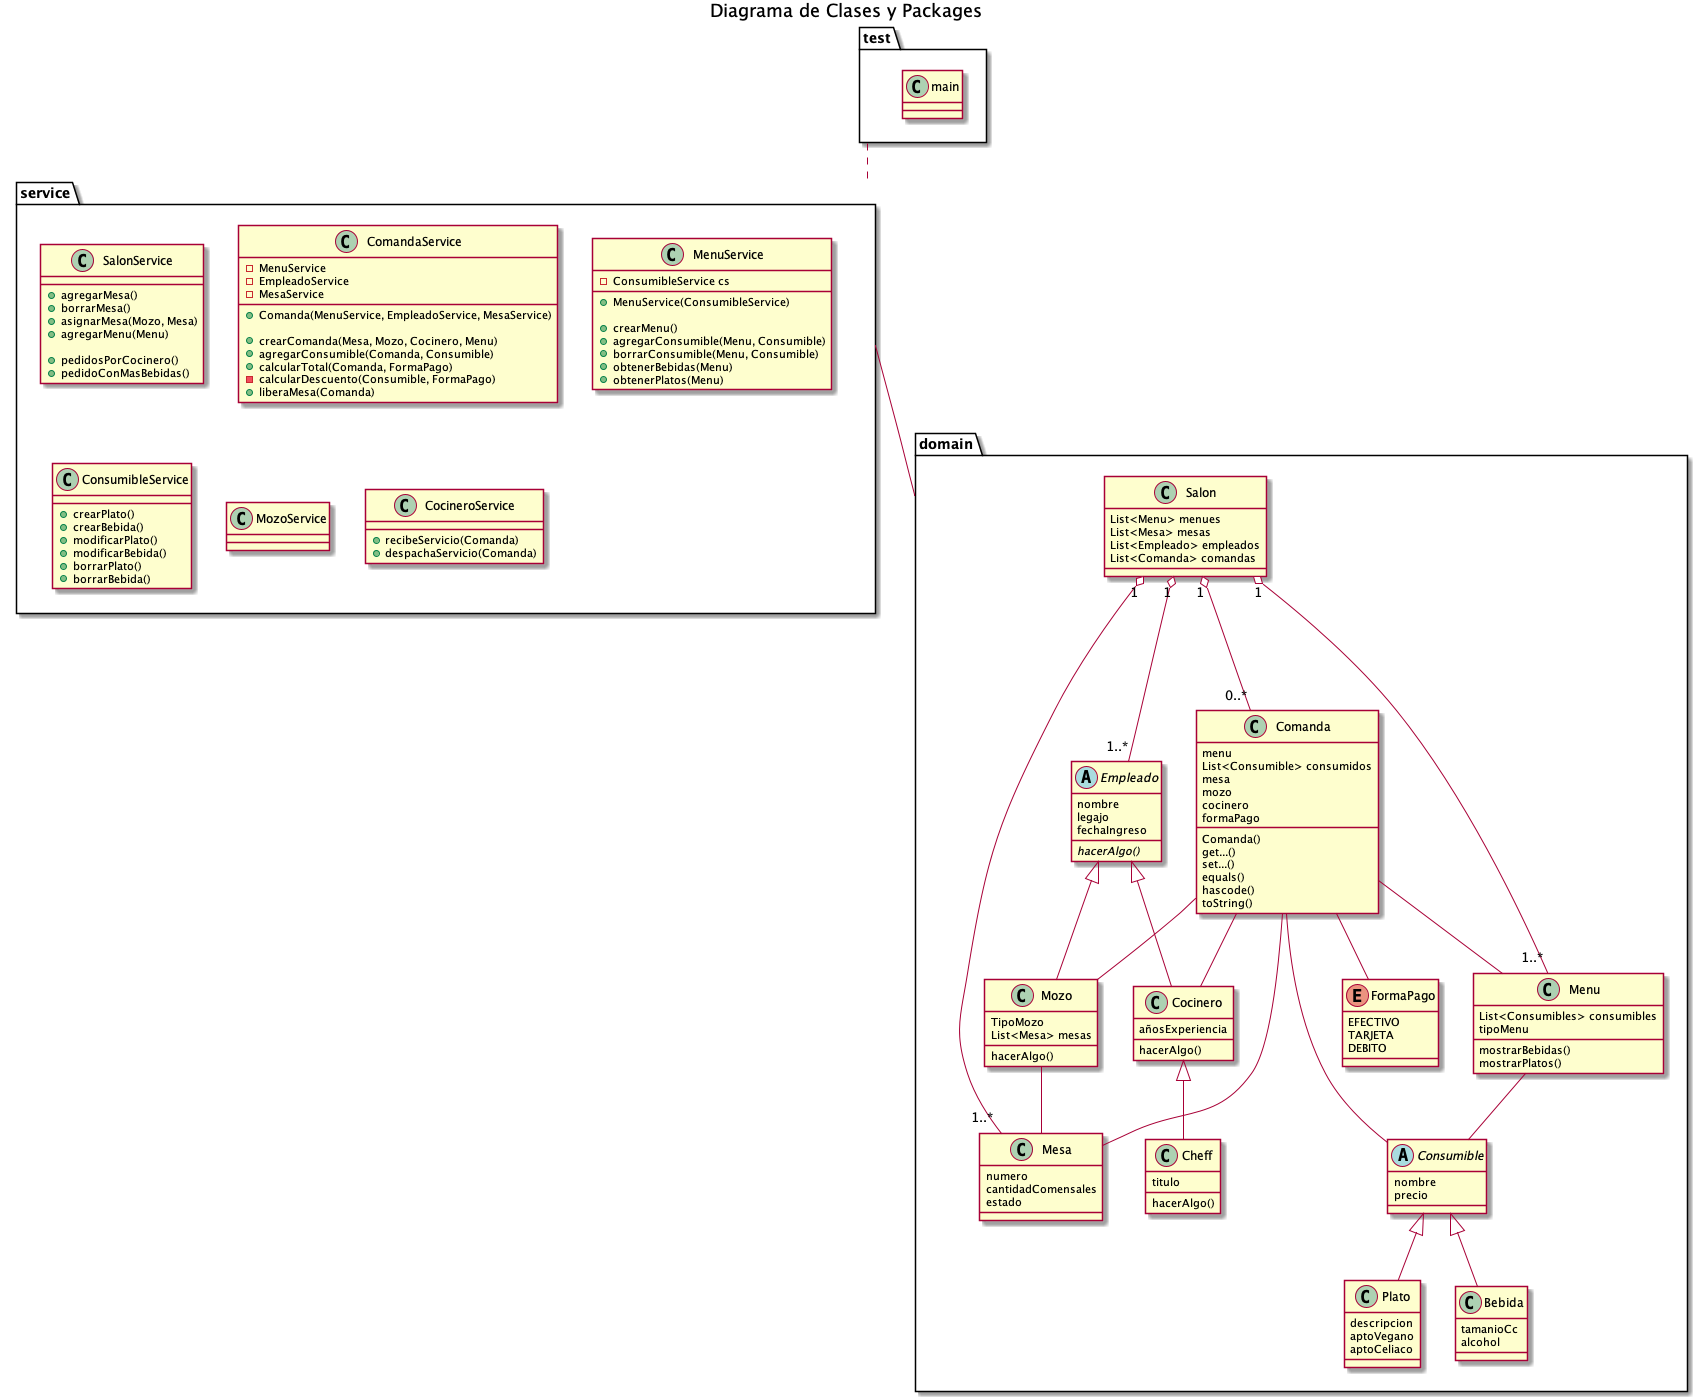 Diagrama de Clases y Packages
test
C main
service
C SalonService
agregarMesa()
borrarMesa()
asignarMesa(Mozo, Mesa)
agregarMenu(Menu)
pedidosPorCocinero()
pedidoConMasBebidas()
C ComandaService
MenuService
EmpleadoService
MesaService
Comanda(MenuService, EmpleadoService, MesaService)
crearComanda(Mesa, Mozo, Cocinero, Menu)
agregarConsumible(Comanda, Consumible)
calcularTotal(Comanda, FormaPago)
calcularDescuento(Consumible, FormaPago)
liberaMesa(Comanda)
C MenuService
ConsumibleService cs
MenuService(ConsumibleService)
crearMenu()
agregarConsumible(Menu, Consumible)
borrarConsumible(Menu, Consumible)
obtenerBebidas(Menu)
obtenerPlatos(Menu)
C ConsumibleService
crearPlato()
crearBebida()
modificarPlato()
modificarBebida()
borrarPlato()
borrarBebida()
C MozoService
C CocineroService
recibeServicio(Comanda)
despachaServicio(Comanda)
domain
C Salon
List<Menu> menues
List<Mesa> mesas
List<Empleado> empleados
List<Comanda> comandas
1 1 1 1
0..*
1..*
C Comanda
menu
List<Consumible> consumidos
mesa
mozo
cocinero
formaPago
Comanda()
get...()
set...()
equals()
hascode()
toString()
A Empleado
nombre
legajo
fechaIngreso
hacerAlgo()
1..*
C Mozo
TipoMozo
List<Mesa> mesas
hacerAlgo()
C Cocinero
añosExperiencia
hacerAlgo()
E FormaPago
EFECTIVO
TARJETA
DEBITO
C Menu
List<Consumibles> consumibles
tipoMenu
mostrarBebidas()
mostrarPlatos()
1..*
C Mesa
numero
cantidadComensales
estado
C Cheff
titulo
hacerAlgo()
A Consumible
nombre
precio
C Plato
descripcion
aptoVegano
aptoCeliaco
C Bebida
tamanioCc
alcohol